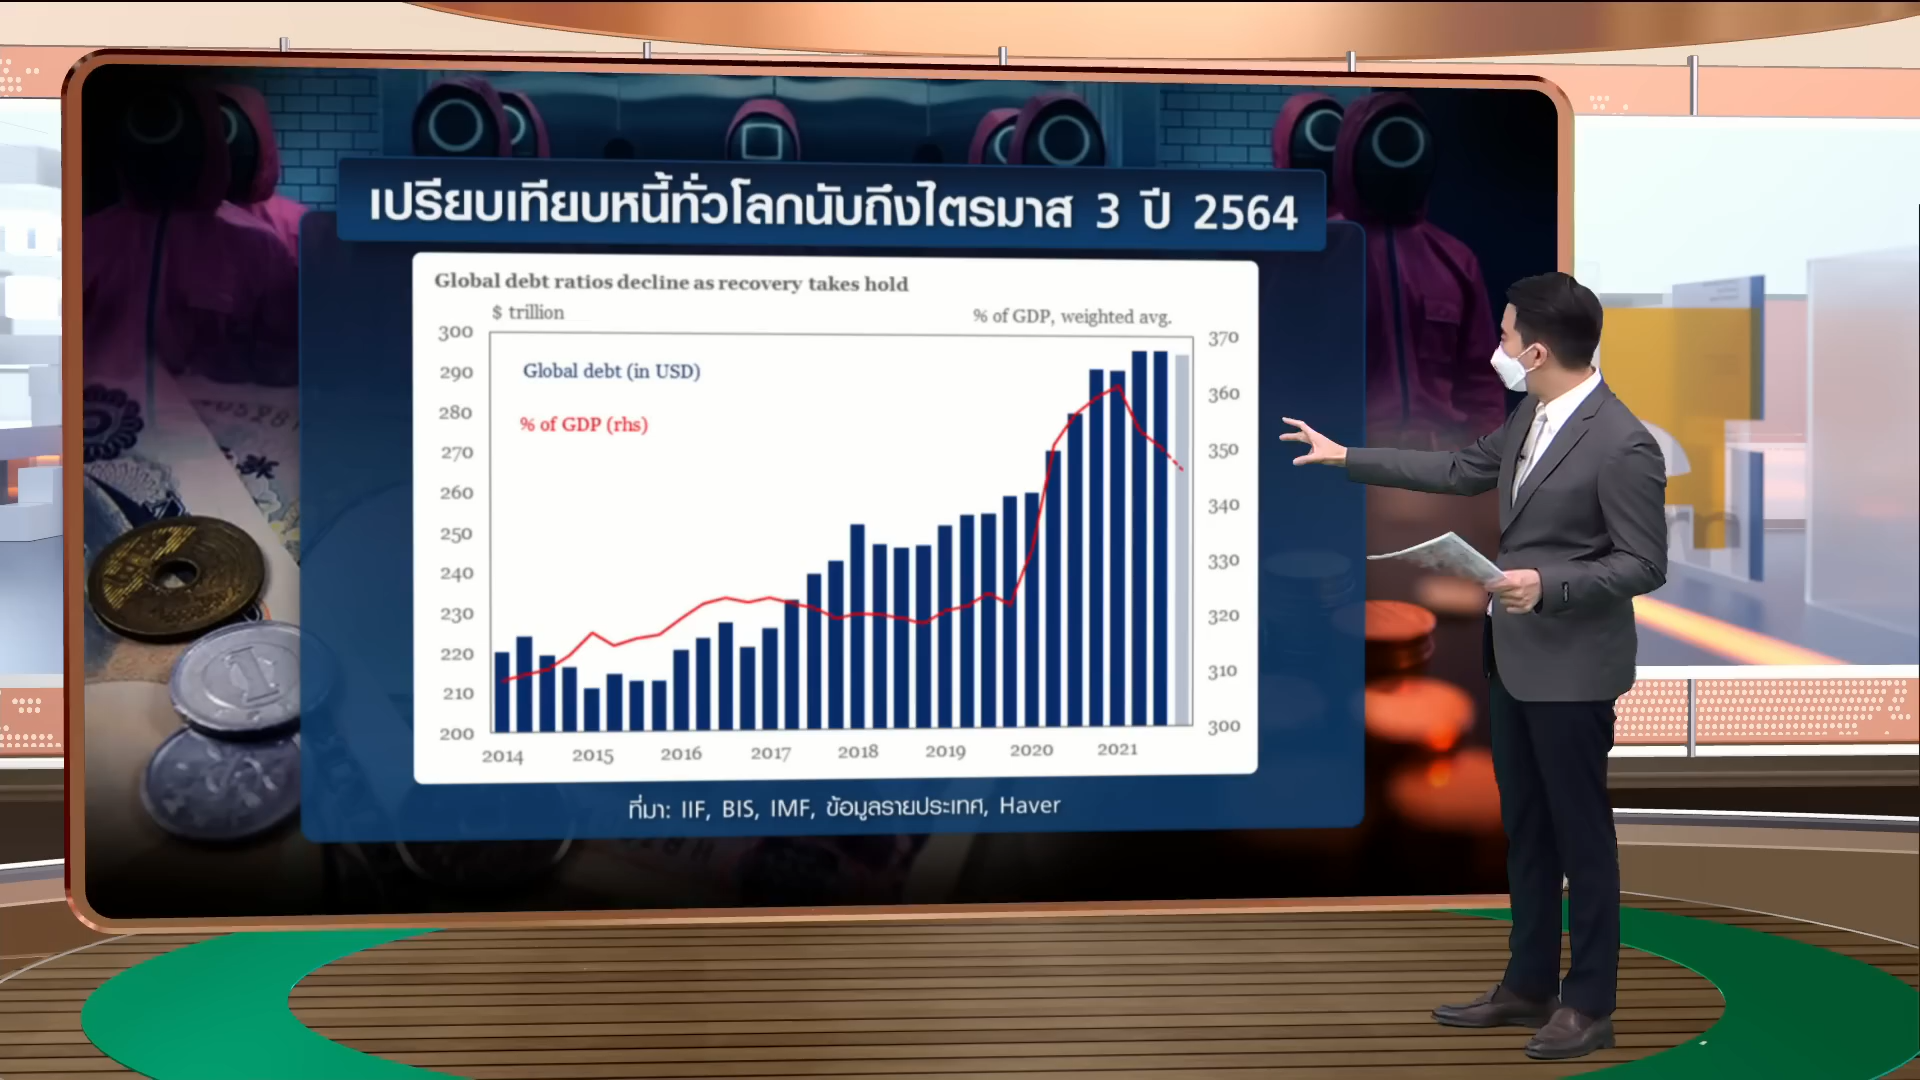 เปรียบเทียบหนี้ทั่วโลกนับถึงไตรมาส 3 ปี 2564
Global debt ratios decline as recovery takes hold
$ trillion
% of GDP, weighted avg.
300
290
280
270
260
250
240
230
220
210
200
Global debt (in USD)
% of GDP (rhs)
370
360
350
340
330
320
310
300
2014 2015 2016 2017 2018 2019 2020 2021
ที่มา: IIF, BIS, IMF, ข้อมูลรายประเทศ, Haver